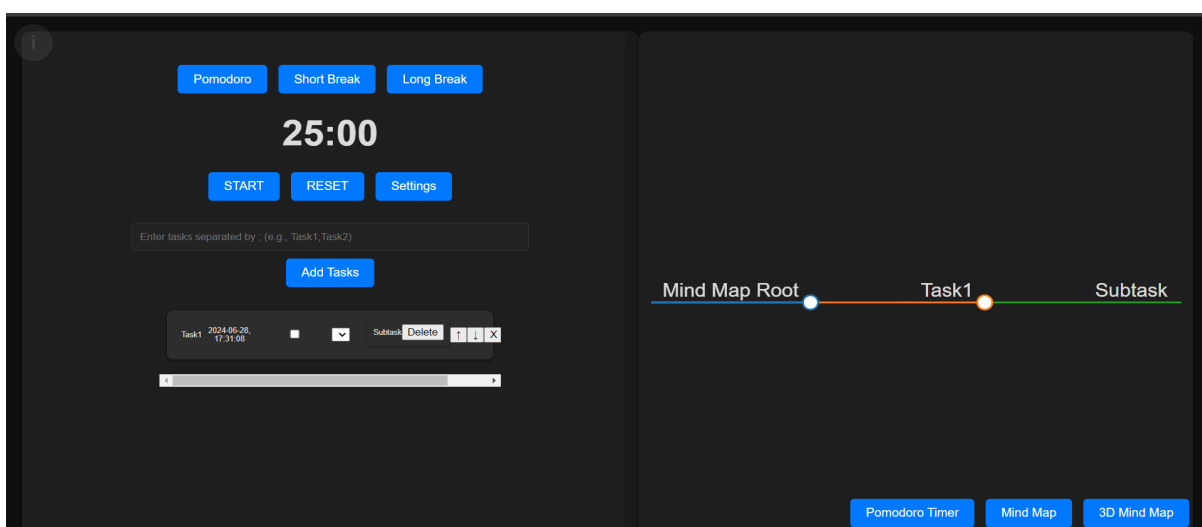 i
Pomodoro Short Break Long Break
25:00
START RESET Settings
Enter tasks separated by ; (e.g., Task1;Task2)
Add Tasks
Task1 2024-06-28, 17:31:08 Subtask Delete ↑ ↓ X
Mind Map Root Task1 Subtask
Pomodoro Timer Mind Map 3D Mind Map